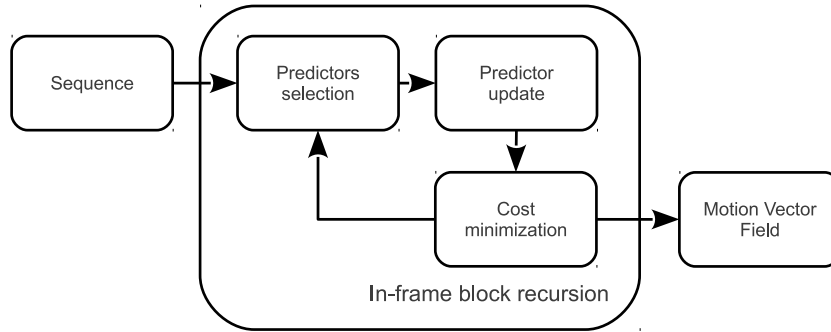 Sequence
Predictors
selection
Predictor
update
Cost
minimization
Motion Vector
Field
In-frame block recursion